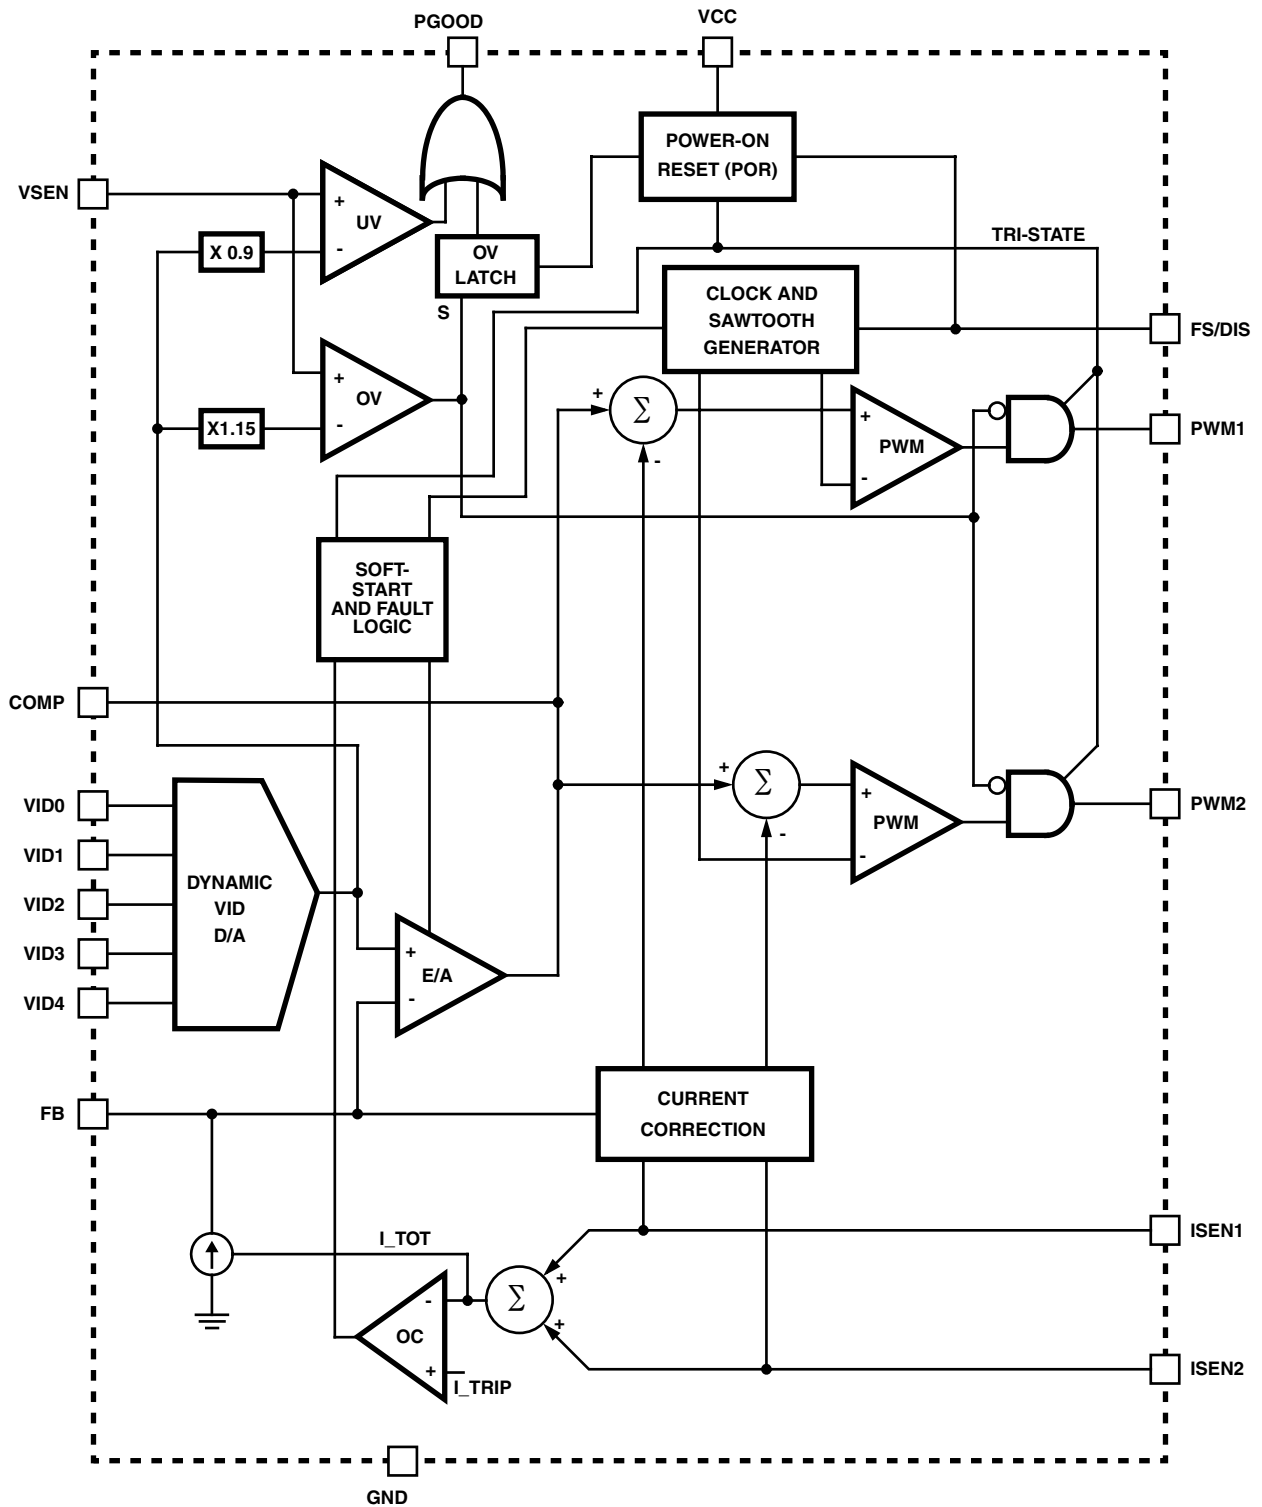 PGOOD
VCC
POWER-ON
RESET (POR)
VSEN
+
UV
-
X 0.9
OV
LATCH
S
TRI-STATE
CLOCK AND
SAWTOOTH
GENERATOR
FS/DIS
+
OV
-
X1.15
+
Σ
-
+
PWM
-
PWM1
SOFT-
START
AND FAULT
LOGIC
COMP
+
Σ
-
+
PWM
-
PWM2
VID0
VID1
VID2
VID3
VID4
DYNAMIC
VID
D/A
+
E/A
-
FB
CURRENT
CORRECTION
I_TOT
ISEN1
+
Σ
+
-
OC
+
I_TRIP
ISEN2
GND